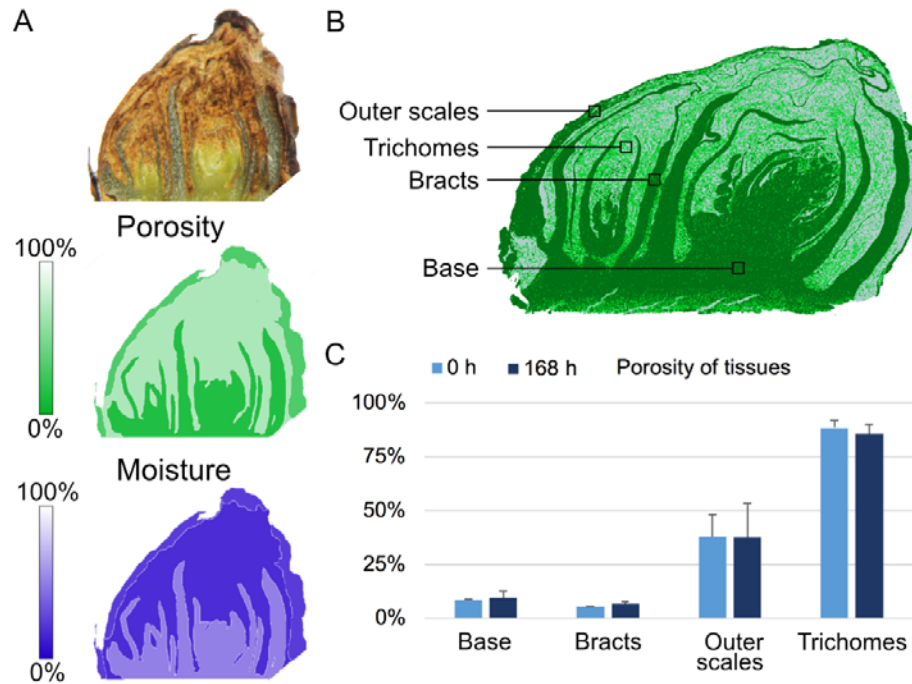 A
Porosity
100%
0%
Moisture
100%
0%
B
Outer scales
Trichomes
Bracts
Base
C
0 h 168 h Porosity of tissues
100%
75%
50%
25%
0%
Base Bracts Outer Trichomes
scales